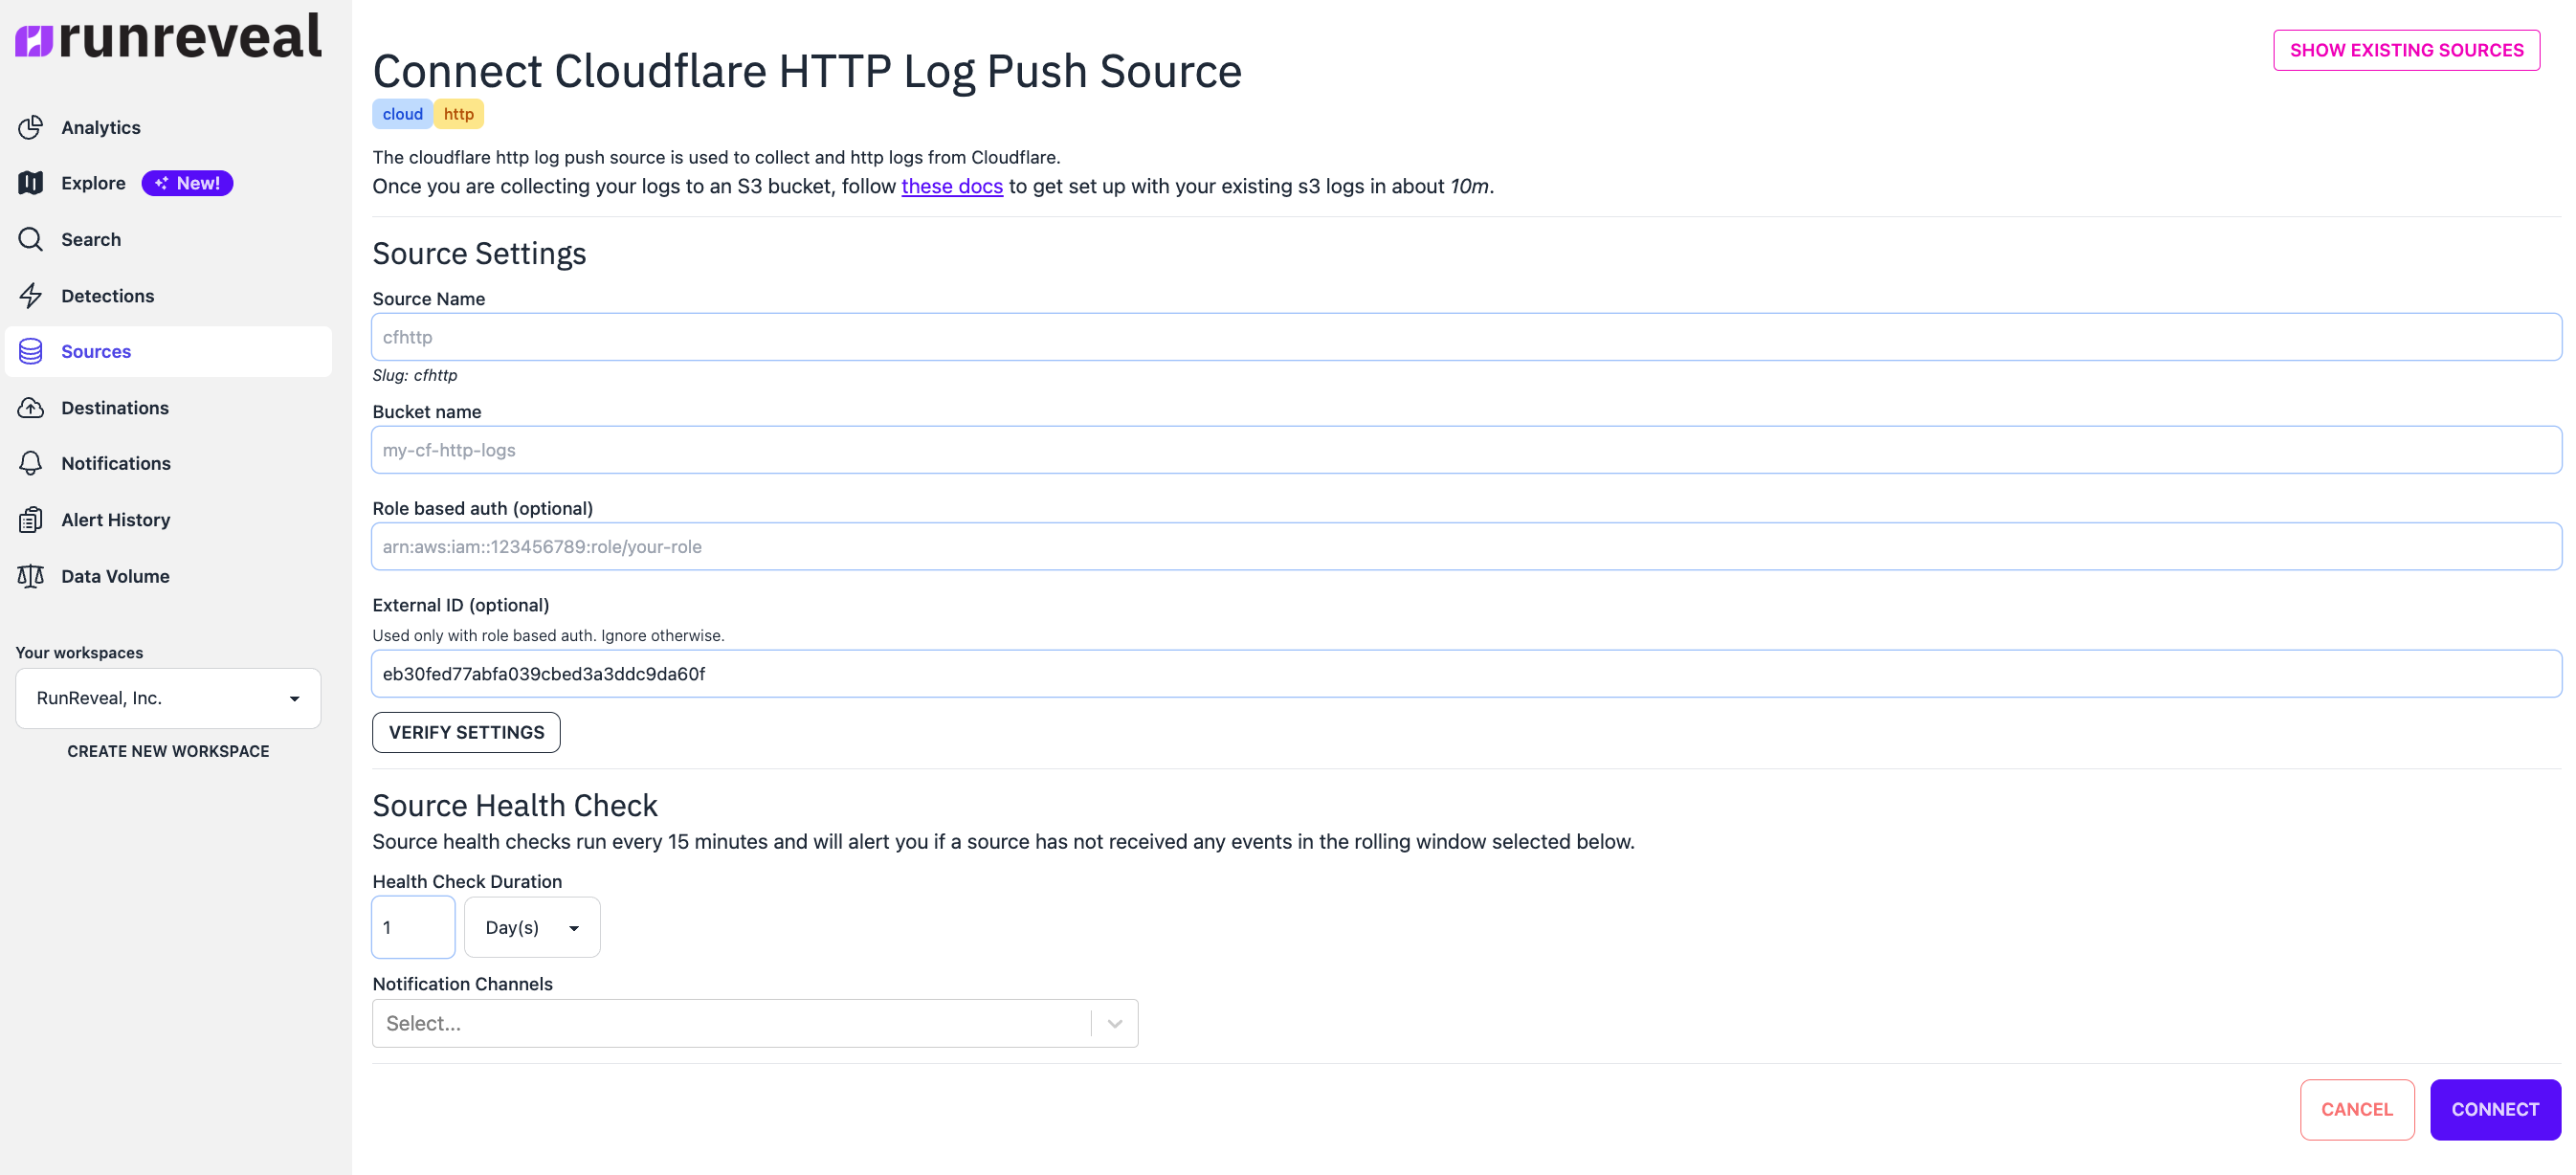 runreveal
Analytics
Explore New!
Search
Detections
Sources
Destinations
Notifications
Alert History
Data Volume
Your workspaces
RunReveal, Inc.
CREATE NEW WORKSPACE
SHOW EXISTING SOURCES
Connect Cloudflare HTTP Log Push Source
cloud http
The cloudflare http log push source is used to collect and http logs from Cloudflare.
Once you are collecting your logs to an S3 bucket, follow these docs to get set up with your existing s3 logs in about 10m.
Source Settings
Source Name
cfhttp
Slug: cfhttp
Bucket name
my-cf-http-logs
Role based auth (optional)
arn:aws:iam::123456789:role/your-role
External ID (optional)
Used only with role based auth. Ignore otherwise.
eb30fed77abfa039cbed3a3ddc9da60f
VERIFY SETTINGS
Source Health Check
Source health checks run every 15 minutes and will alert you if a source has not received any events in the rolling window selected below.
Health Check Duration
1 Day(s)
Notification Channels
Select...
CANCEL CONNECT